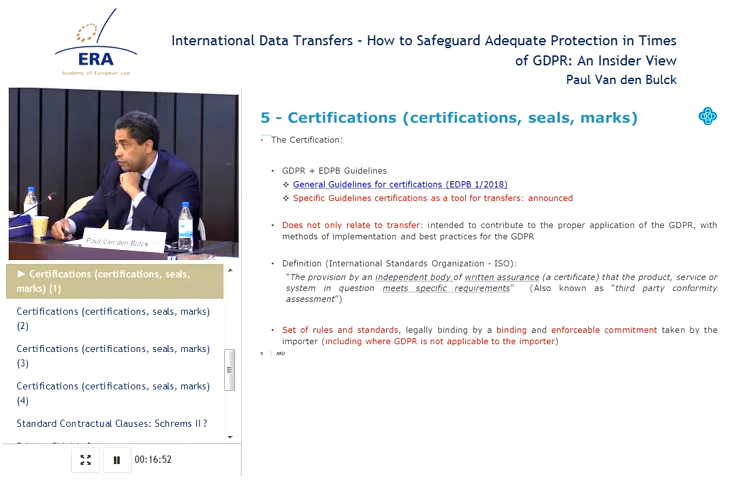 ERA
Academy of European Law
International Data Transfers – How to Safeguard Adequate Protection in Times
of GDPR: An Insider View
Paul Van den Bulck
Paul Van den Bulck
► Certifications (certifications, seals,
marks) (1)
Certifications (certifications, seals, marks)
(2)
Certifications (certifications, seals, marks)
(3)
Certifications (certifications, seals, marks)
(4)
Standard Contractual Clauses: Schrems II ?
00:16:52
5 - Certifications (certifications, seals, marks)
• The Certification:
• GDPR + EDPB Guidelines
❖ General Guidelines for certifications (EDPB 1/2018)
❖ Specific Guidelines certifications as a tool for transfers: announced
• Does not only relate to transfer: intended to contribute to the proper application of the GDPR, with
methods of implementation and best practices for the GDPR
• Definition (International Standards Organization - ISO):
“The provision by an independent body of written assurance (a certificate) that the product, service or
system in question meets specific requirements” (Also known as “third party conformity
assessment”)
• Set of rules and standards, legally binding by a binding and enforceable commitment taken by the
importer (including where GDPR is not applicable to the importer)
9 | AKD